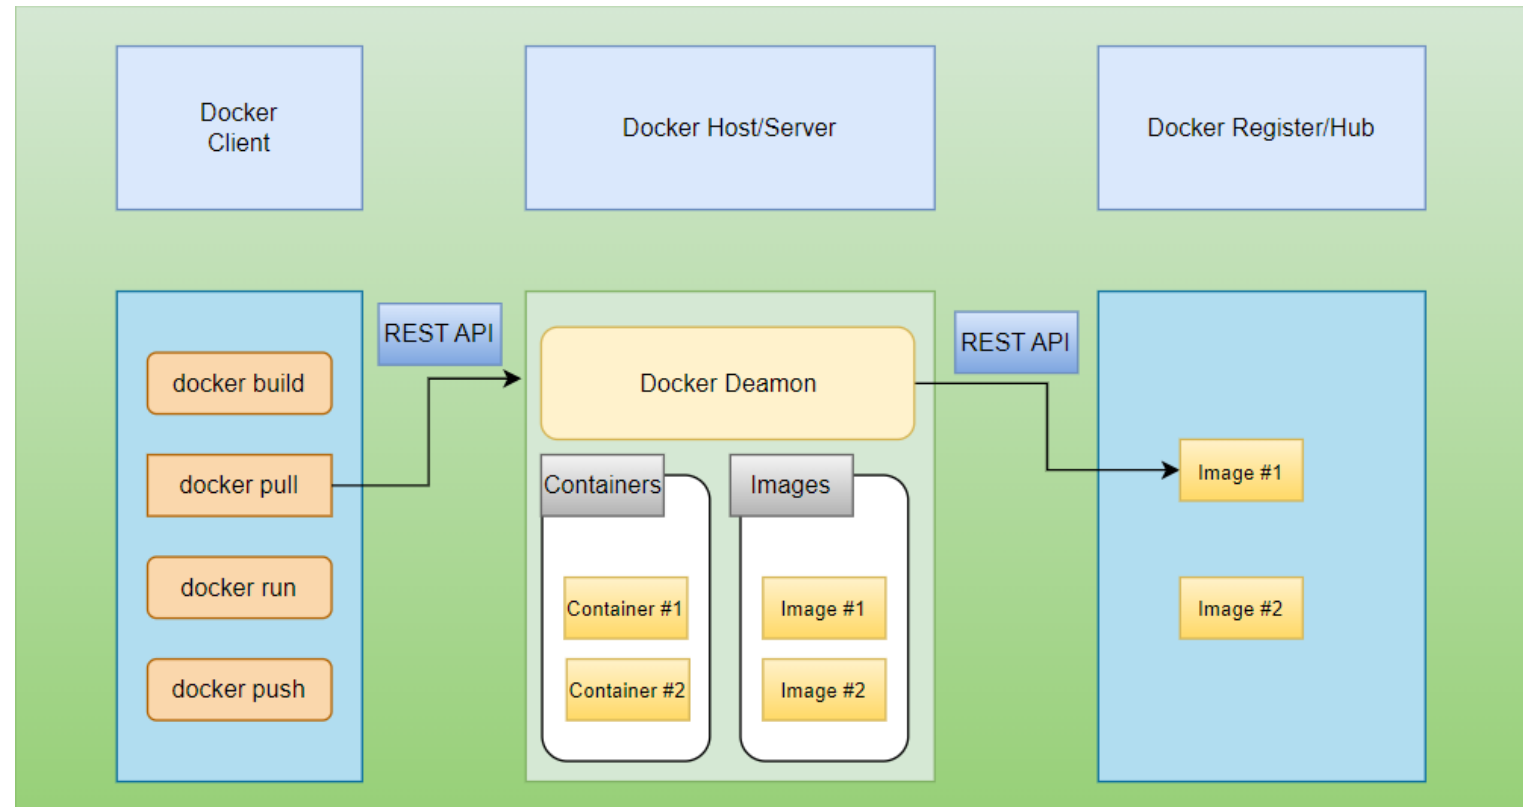 Docker
Client
Docker Host/Server
Docker Register/Hub
REST API
REST API
docker build
docker pull
docker run
docker push
Docker Deamon
Containers
Images
Container #1
Container #2
Image #1
Image #2
Image #1
Image #2